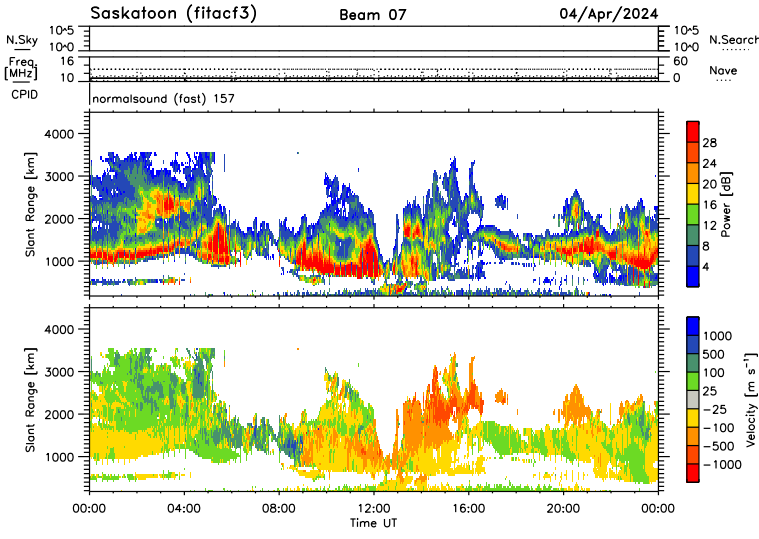 Saskatoon (fitacf3) Beam 07 04/Apr/2024
N.Sky 10^5 10^0 10^5 10^0 N.Search
Freq. [MHz] 16 10 60 0 Nave
CPID normalsound (fast) 157
Slant Range [km] 4000 3000 2000 1000
28 24 20 16 12 8 4 Power [dB]
Slant Range [km] 4000 3000 2000 1000
1000 500 100 25 −25 −100 −500 −1000 Velocity [m s⁻¹]
00:00 04:00 08:00 12:00 16:00 20:00 00:00
Time UT